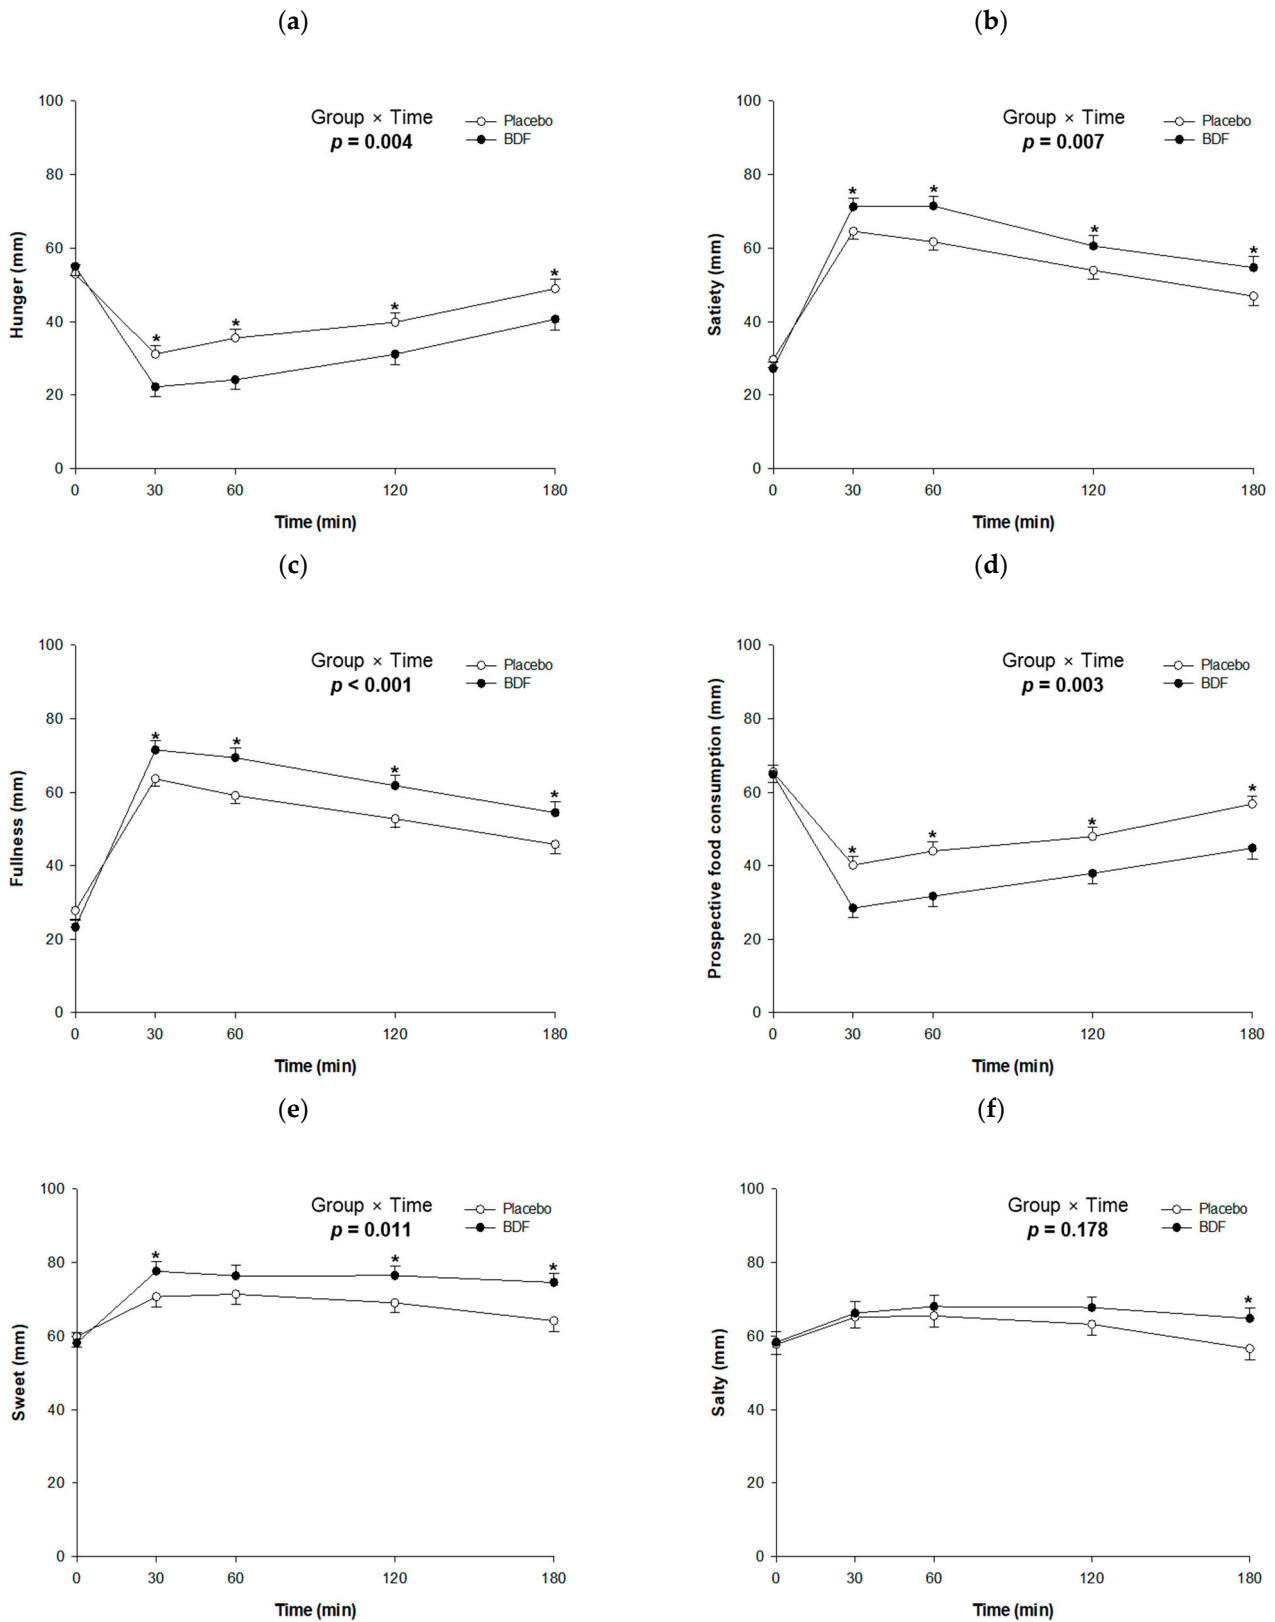 (a)
100
80
60
40
20
0
Hunger (mm)
Group × Time
p = 0.004
Placebo
BDF
*
*
*
*
0 30 60 120 180
Time (min)
(b)
100
80
60
40
20
0
Satiety (mm)
Group × Time
p = 0.007
Placebo
BDF
*
*
*
*
0 30 60 120 180
Time (min)
(c)
100
80
60
40
20
0
Fullness (mm)
Group × Time
p < 0.001
Placebo
BDF
*
*
*
*
0 30 60 120 180
Time (min)
(d)
100
80
60
40
20
0
Prospective food consumption (mm)
Group × Time
p = 0.003
Placebo
BDF
*
*
*
*
0 30 60 120 180
Time (min)
(e)
100
80
60
40
20
0
Sweet (mm)
Group × Time
p = 0.011
Placebo
BDF
*
*
*
0 30 60 120 180
Time (min)
(f)
100
80
60
40
20
0
Salty (mm)
Group × Time
p = 0.178
Placebo
BDF
*
0 30 60 120 180
Time (min)